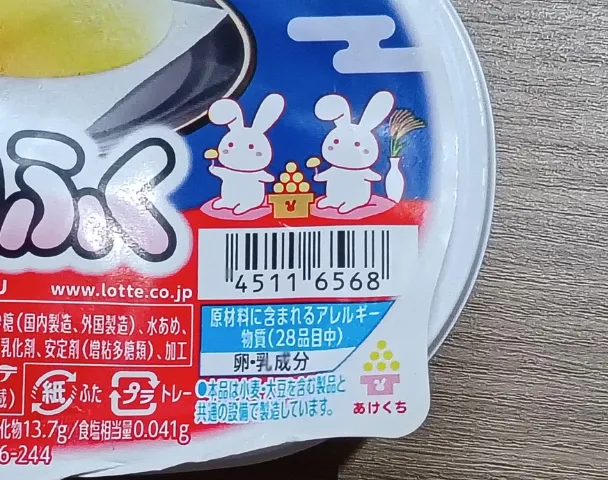 ふく
4511 6568
www.lotte.co.jp
糖(国内製造、外国製造)、水あめ、
乳化剤、安定剤(増粘多糖類)、加工
原材料に含まれるアレルギー
物質(28品目中)
卵・乳成分
●本品は小麦・大豆を含む製品と
共通の設備で製造しています。
紙 ふた プラ トレー
化物13.7g/食塩相当量0.041g
6-244
あけくち